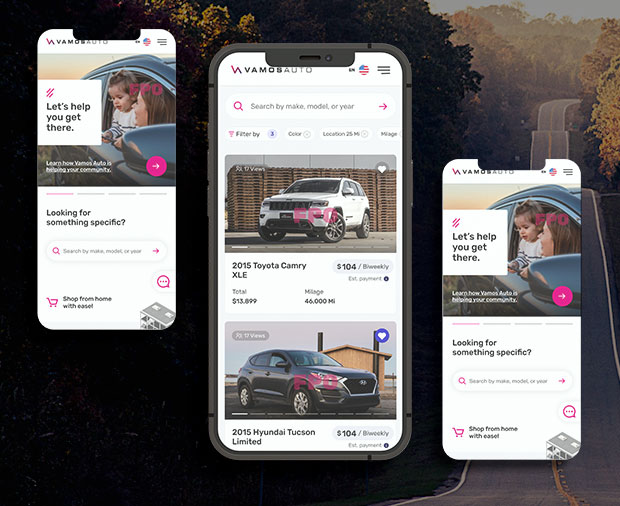 VAMOSAUTO
EN
FPO
Let's help
you get
there.
Learn how Vamos Auto is
helping your community.
Looking for
something specific?
Search by make, model, or year
Shop from home
with ease!
VAMOSAUTO
EN
Search by make, model, or year
Filter by
3
Color
Location 25 Mi
Milage
17 Views
FPO
2015 Toyota Camry
XLE
$104 / Biweekly
Est. payment
Total
Milage
$13.899
46.000 Mi
17 Views
FPO
2015 Hyundai Tucson
Limited
$104 / Biweekly
Est. payment
VAMOSAUTO
EN
FPO
Let's help
you get
there.
Learn how Vamos Auto is
helping your community.
Looking for
something specific?
Search by make, model, or year
Shop from home
with ease!